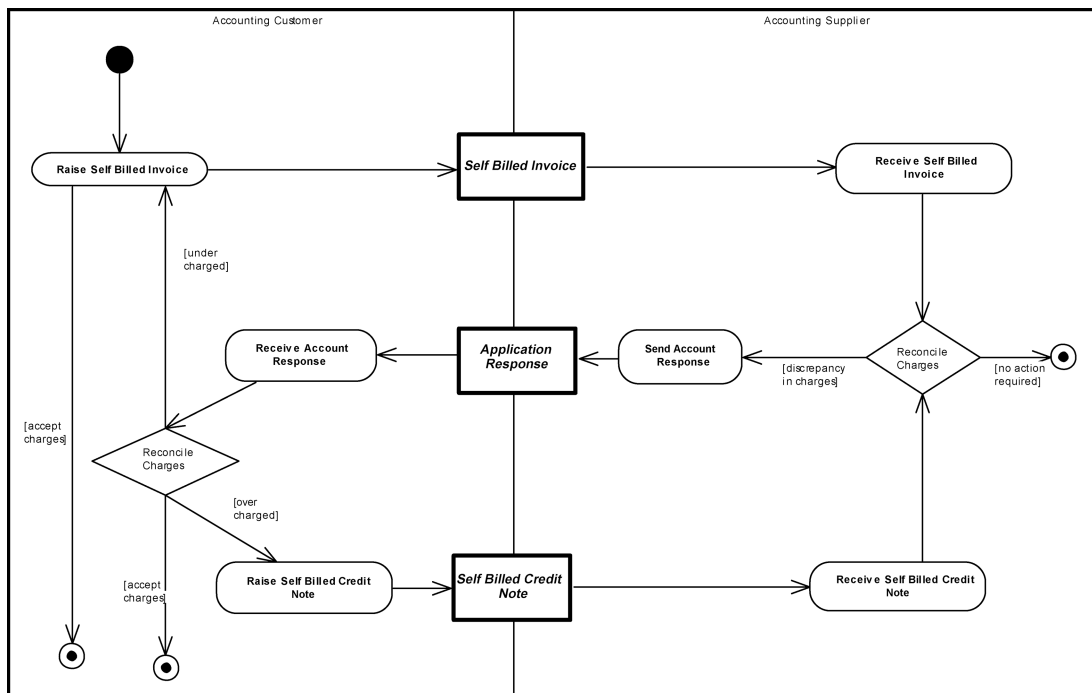 Accounting Customer
Accounting Supplier
Raise Self Billed Invoice
Self Billed Invoice
Receive Self Billed
Invoice
[under
charged]
Receive Account
Response
Application
Response
Send Account
Response
Reconcile
Charges
[discrepancy
in charges]
[no action
required]
[accept
charges]
Reconcile
Charges
[over
charged]
[accept
charges]
Raise Self Billed Credit
Note
Self Billed Credit
Note
Receive Self Billed Credit
Note